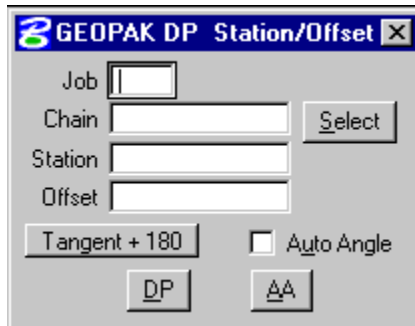 GEOPAK DP Station/Offset
Job
Chain
Select
Station
Offset
Tangent + 180
Auto Angle
DP
AA